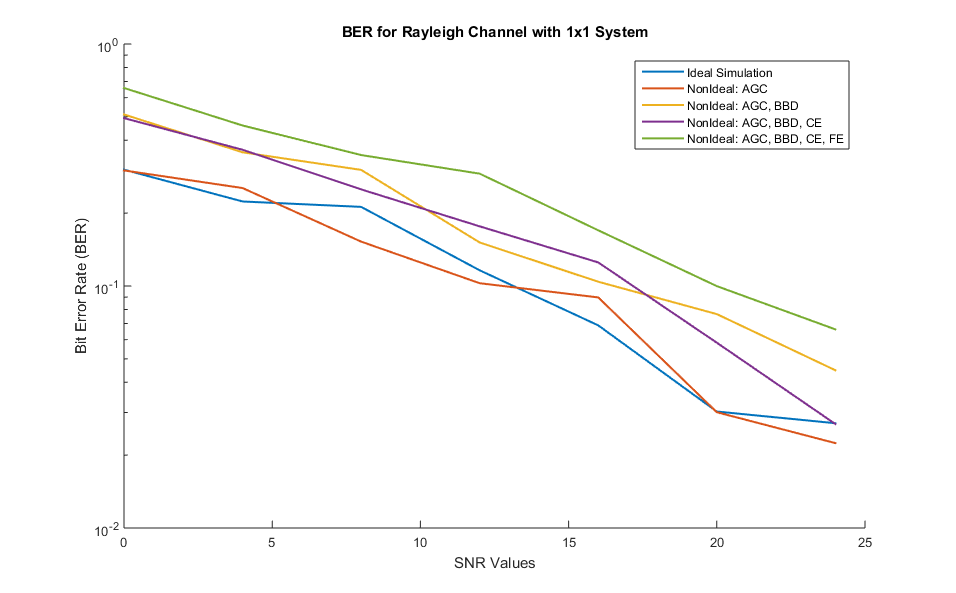 BER for Rayleigh Channel with 1x1 System
Ideal Simulation
NonIdeal: AGC
NonIdeal: AGC, BBD
NonIdeal: AGC, BBD, CE
NonIdeal: AGC, BBD, CE, FE
Bit Error Rate (BER)
10^0
10^-1
10^-2
0 5 10 15 20 25
SNR Values